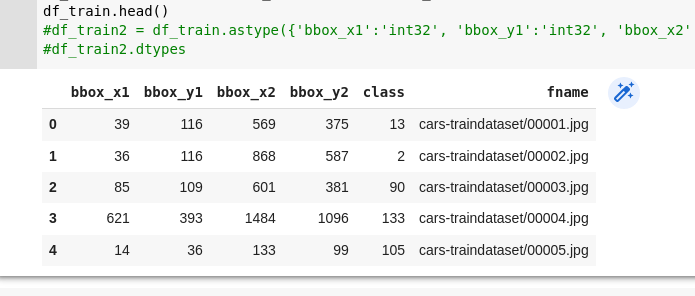 df_train.head()
#df_train2 = df_train.astype({'bbox_x1':'int32', 'bbox_y1':'int32', 'bbox_x2'
#df_train2.dtypes
bbox_x1 bbox_y1 bbox_x2 bbox_y2 class fname
0 39 116 569 375 13 cars-traindataset/00001.jpg
1 36 116 868 587 2 cars-traindataset/00002.jpg
2 85 109 601 381 90 cars-traindataset/00003.jpg
3 621 393 1484 1096 133 cars-traindataset/00004.jpg
4 14 36 133 99 105 cars-traindataset/00005.jpg